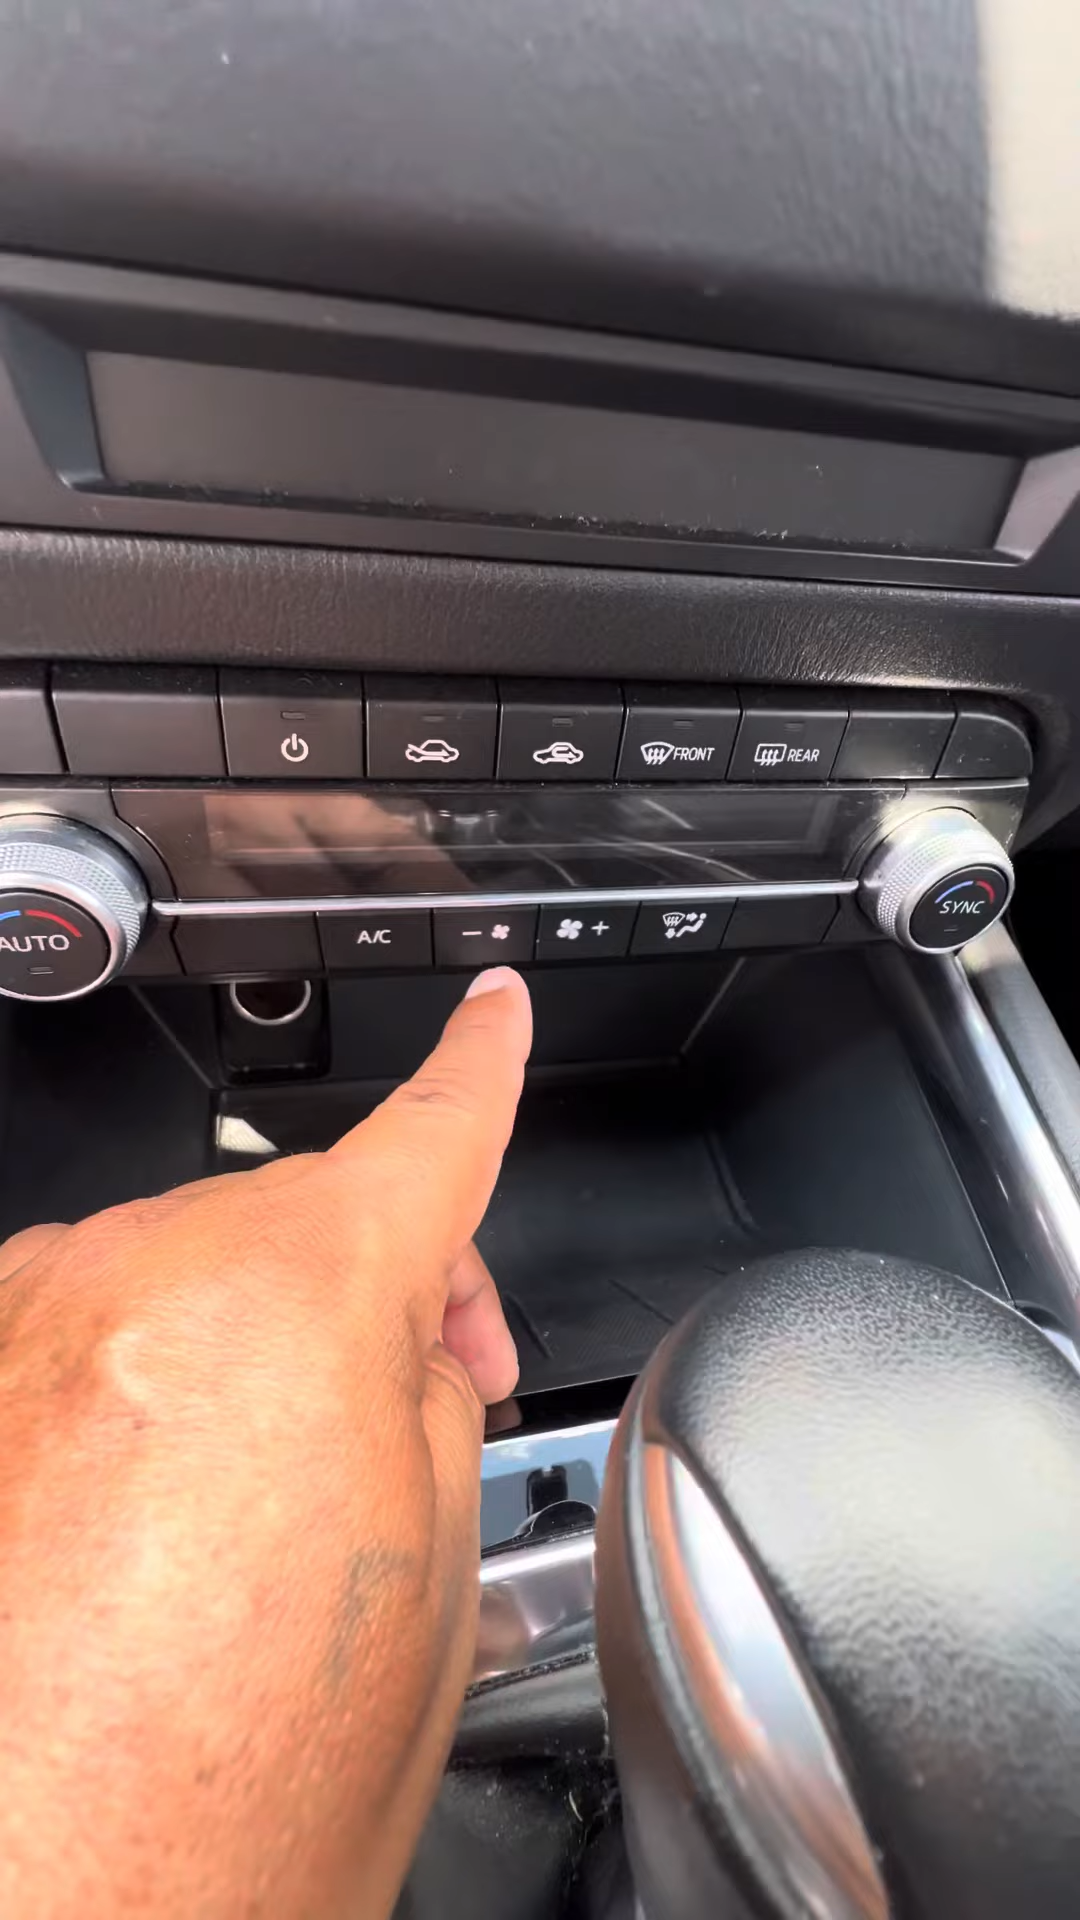 FRONT
REAR
AUTO
A/C
−
+
SYNC